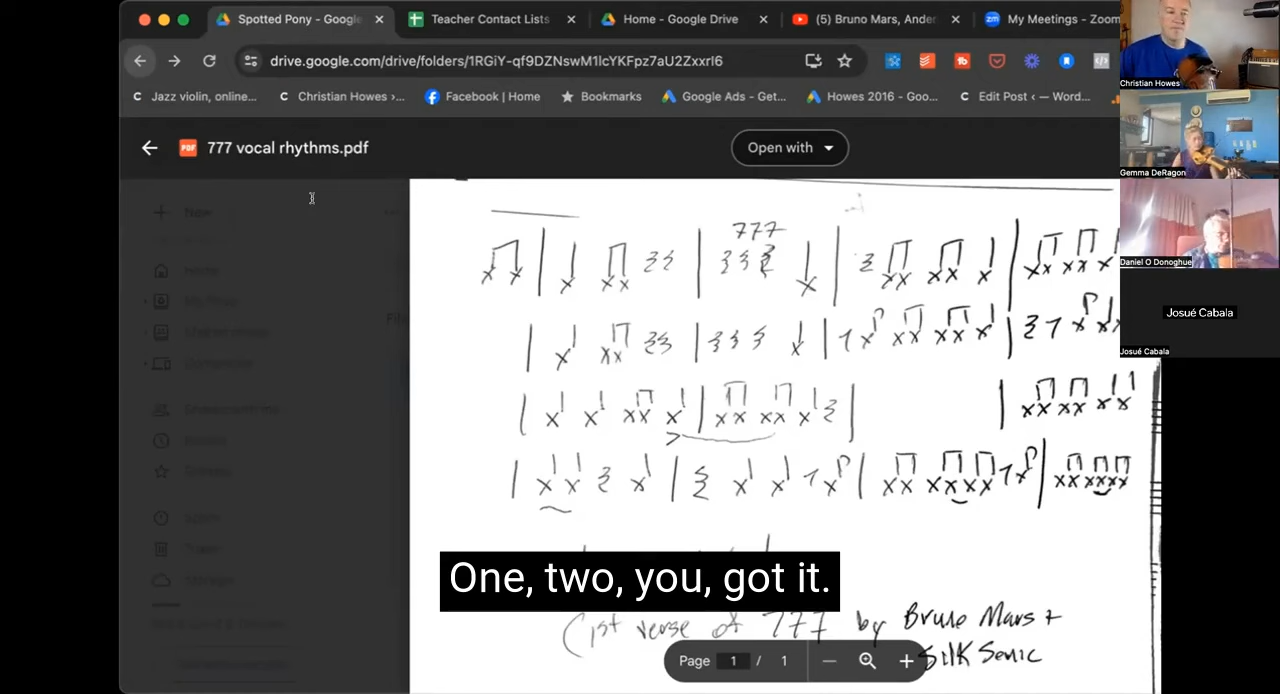 Spotted Pony - Google
Teacher Contact Lists
Home - Google Drive
(5) Bruno Mars, Ander
My Meetings - Zoom
drive.google.com/drive/folders/1RGiY-qf9DZNswM1lcYKFpz7aU2Zxxrl6
Jazz violin, online...
Christian Howes ›...
Facebook | Home
Bookmarks
Google Ads - Get...
Howes 2016 - Goo...
Edit Post ‹ — Word...
Christian Howes
Gemma DeRagon
Daniel O Donoghue
Josué Cabala
Josué Cabala
PDF
777 vocal rhythms.pdf
Open with
New
Home
777
One, two, you, got it.
(1st verse of 777 by Bruno Mars +
Silk Sonic
Page 1 / 1